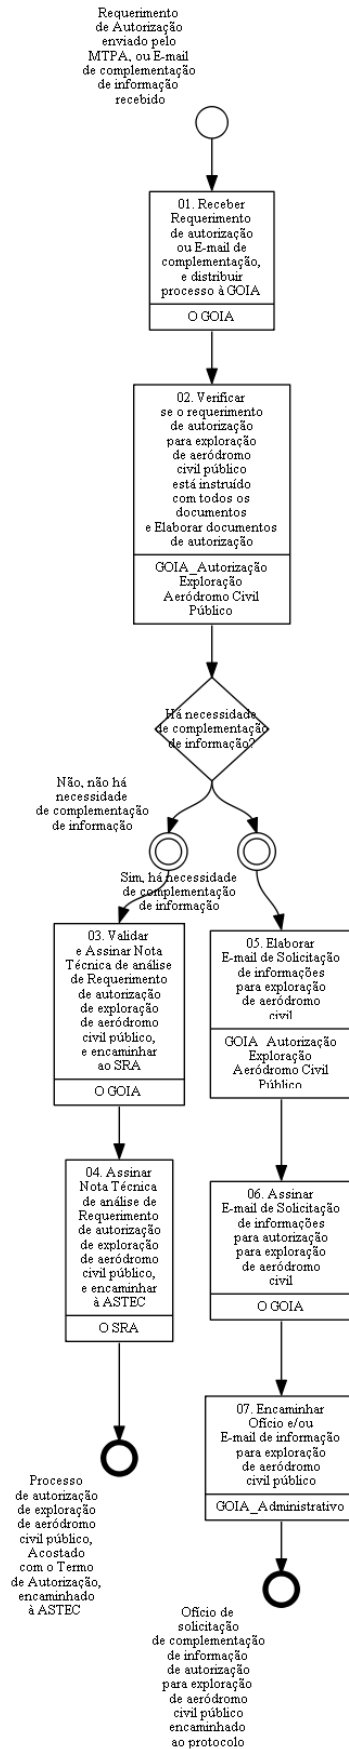 Requerimento
de Autorização
enviado pelo
MTPA, ou E-mail
de complementação
de informação
recebido
01. Receber
Requerimento
de autorização
ou E-mail de
complementação,
e distribuir
processo à GOIA
O GOIA
02. Verificar
se o requerimento
de autorização
para exploração
de aeródromo
civil público
está instruído
com todos os
documentos
e Elaborar documentos
de autorização
GOIA_Autorização
Exploração
Aeródromo Civil
Público
Há necessidade
de complementação
de informação?
Não, não há
necessidade
de complementação
de informação
Sim, há necessidade
de complementação
de informação
03. Validar
e Assinar Nota
Técnica de análise
de Requerimento
de autorização
de exploração
de aeródromo
civil público,
e encaminhar
ao SRA
O GOIA
04. Assinar
Nota Técnica
de análise de
Requerimento
de autorização
de exploração
de aeródromo
civil público,
e encaminhar
à ASTEC
O SRA
Processo
de autorização
de exploração
de aeródromo
civil público,
Acostado
com o Termo
de Autorização,
encaminhado
à ASTEC
05. Elaborar
E-mail de Solicitação
de informações
para exploração
de aeródromo
civil
GOIA_Autorização
Exploração
Aeródromo Civil
Público
06. Assinar
E-mail de Solicitação
de informações
para autorização
para exploração
de aeródromo
civil
O GOIA
07. Encaminhar
Ofício e/ou
E-mail de informação
para exploração
de aeródromo
civil público
GOIA_Administrativo
Ofício de
solicitação
de complementação
de informação
de autorização
para exploração
de aeródromo
civil público
encaminhado
ao protocolo